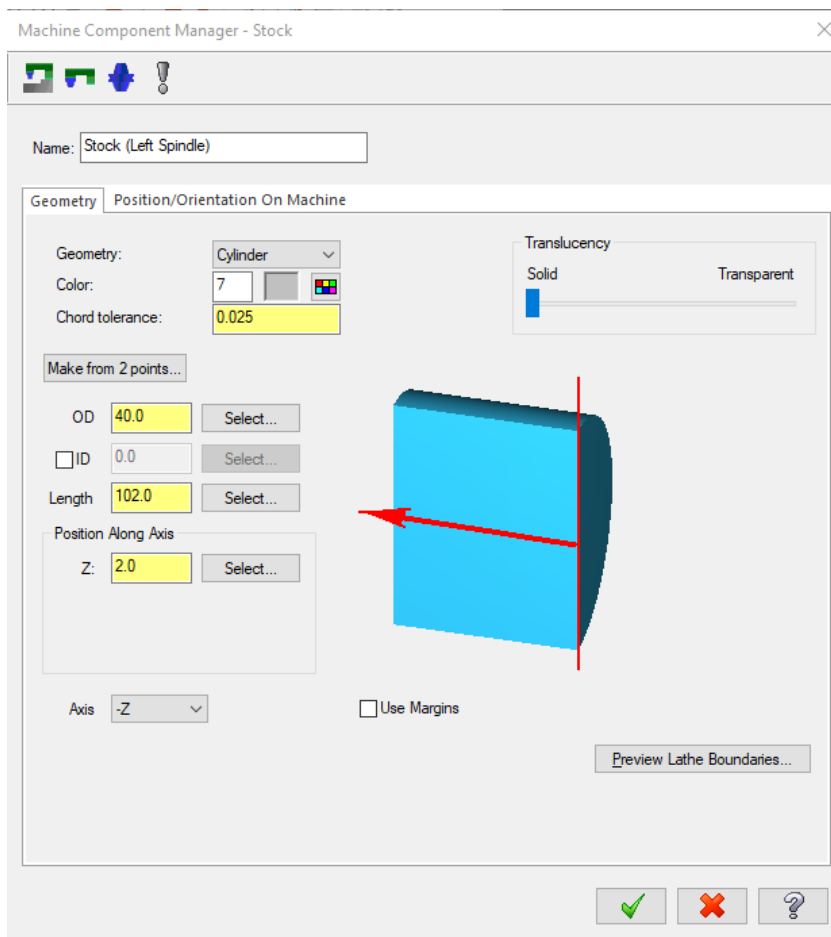 Machine Component Manager - Stock
Name: Stock (Left Spindle)
Geometry Position/Orientation On Machine
Geometry: Cylinder
Color: 7
Chord tolerance: 0.025
Translucency
Solid Transparent
Make from 2 points...
OD 40.0 Select...
ID 0.0 Select...
Length 102.0 Select...
Position Along Axis
Z: 2.0 Select...
Axis -Z
Use Margins
Preview Lathe Boundaries...